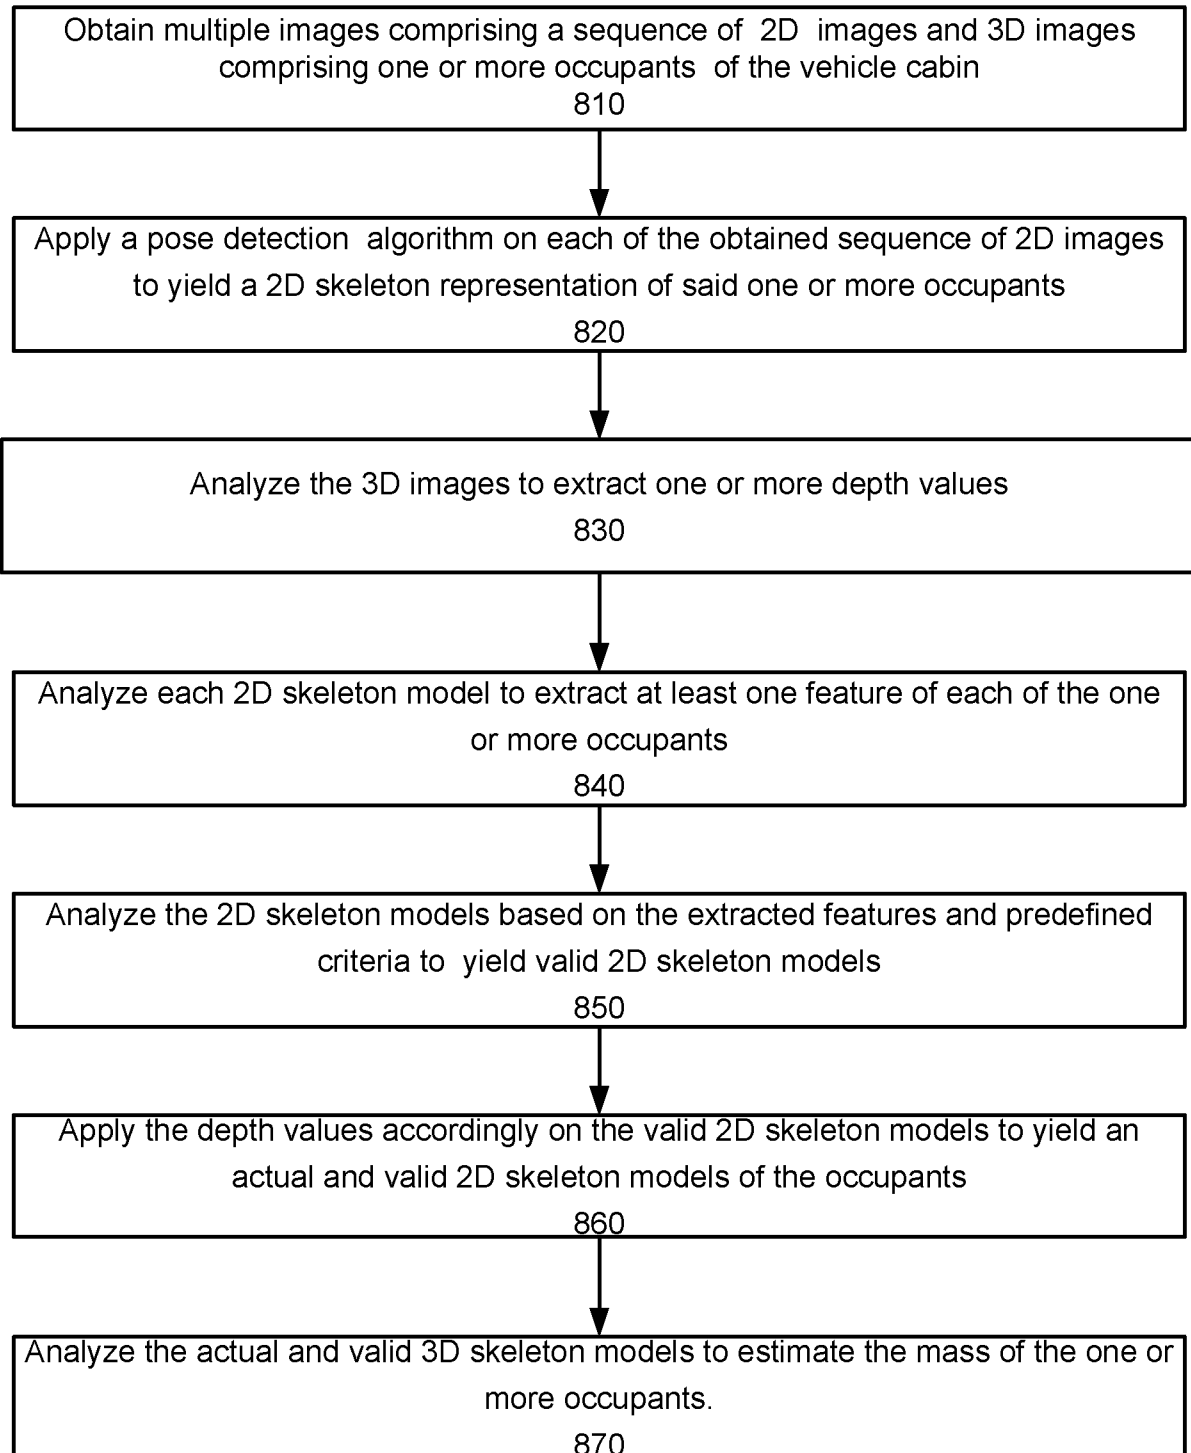 Obtain multiple images comprising a sequence of 2D images and 3D images
comprising one or more occupants of the vehicle cabin
810
Apply a pose detection algorithm on each of the obtained sequence of 2D images
to yield a 2D skeleton representation of said one or more occupants
820
Analyze the 3D images to extract one or more depth values
830
Analyze each 2D skeleton model to extract at least one feature of each of the one
or more occupants
840
Analyze the 2D skeleton models based on the extracted features and predefined
criteria to yield valid 2D skeleton models
850
Apply the depth values accordingly on the valid 2D skeleton models to yield an
actual and valid 2D skeleton models of the occupants
860
Analyze the actual and valid 3D skeleton models to estimate the mass of the one or
more occupants.
870